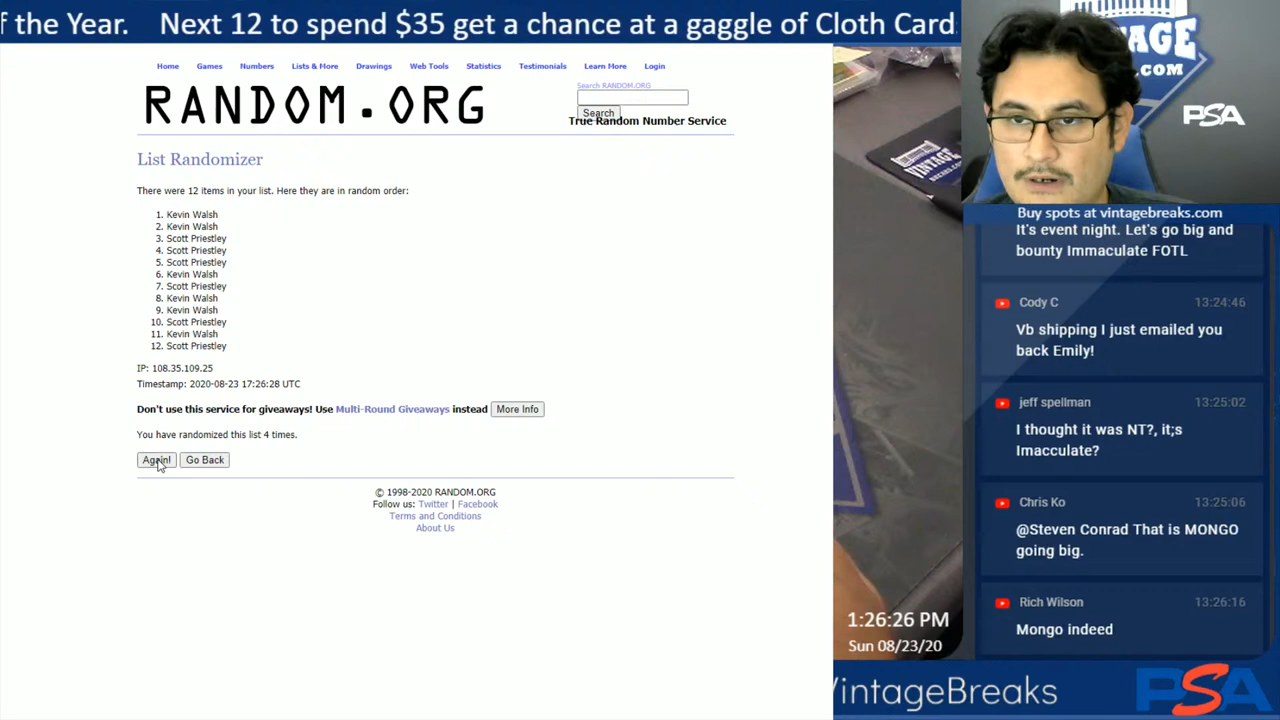 f the Year. Next 12 to spend $35 get a chance at a gaggle of Cloth Card
Home Games Numbers Lists & More Drawings Web Tools Statistics Testimonials Learn More Login
RANDOM.ORG
Search RANDOM.ORG
Search
True Random Number Service
List Randomizer
There were 12 items in your list. Here they are in random order:
1. Kevin Walsh
2. Kevin Walsh
3. Scott Priestley
4. Scott Priestley
5. Scott Priestley
6. Kevin Walsh
7. Scott Priestley
8. Kevin Walsh
9. Kevin Walsh
10. Scott Priestley
11. Kevin Walsh
12. Scott Priestley
IP: 108.35.109.25
Timestamp: 2020-08-23 17:26:28 UTC
Don't use this service for giveaways! Use Multi-Round Giveaways instead More Info
You have randomized this list 4 times.
Again! Go Back
© 1998-2020 RANDOM.ORG
Follow us: Twitter | Facebook
Terms and Conditions
About Us
VINTAGE
BREAKS.COM
1:26:26 PM
Sun 08/23/20
.COM
PSA
Buy spots at vintagebreaks.com
It's event night. Let's go big and
bounty Immaculate FOTL
Cody C 13:24:46
Vb shipping I just emailed you
back Emily!
jeff spellman 13:25:02
I thought it was NT?, it;s
Imacculate?
Chris Ko 13:25:06
@Steven Conrad That is MONGO
going big.
Rich Wilson 13:26:16
Mongo indeed
VintageBreaks
PSA